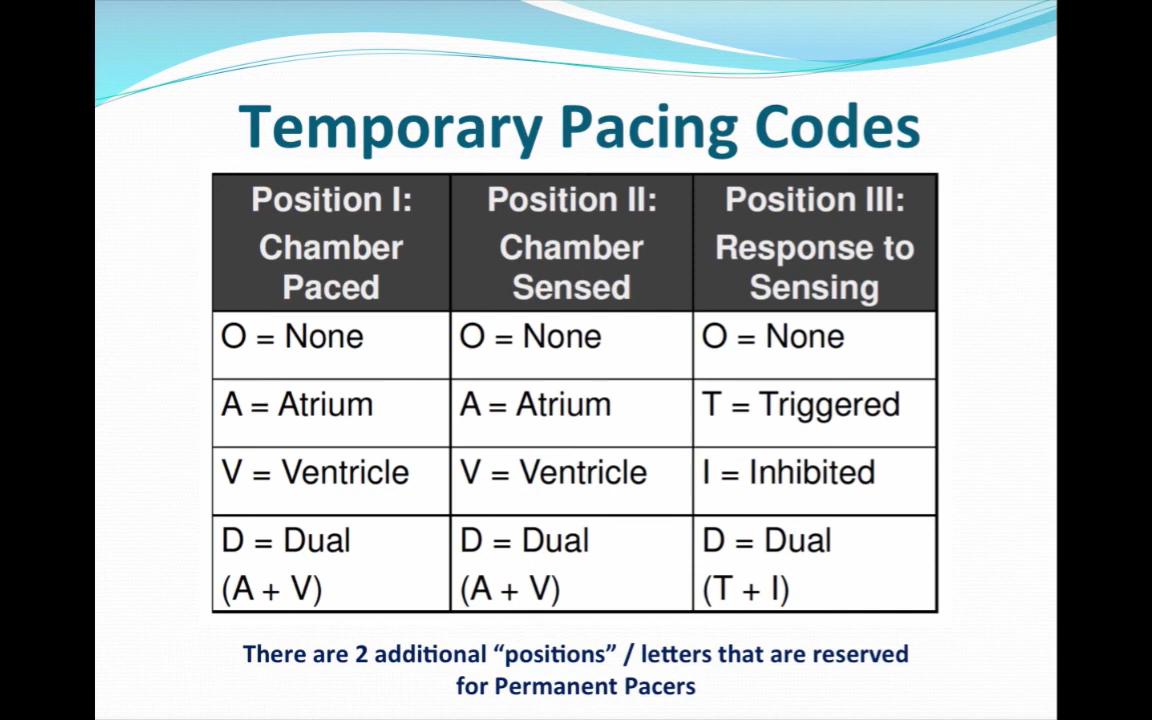 Temporary Pacing Codes
Position I:
Chamber
Paced
Position II:
Chamber
Sensed
Position III:
Response to
Sensing
O = None
O = None
O = None
A = Atrium
A = Atrium
T = Triggered
V = Ventricle
V = Ventricle
I = Inhibited
D = Dual
(A + V)
D = Dual
(A + V)
D = Dual
(T + I)
There are 2 additional “positions” / letters that are reserved
for Permanent Pacers